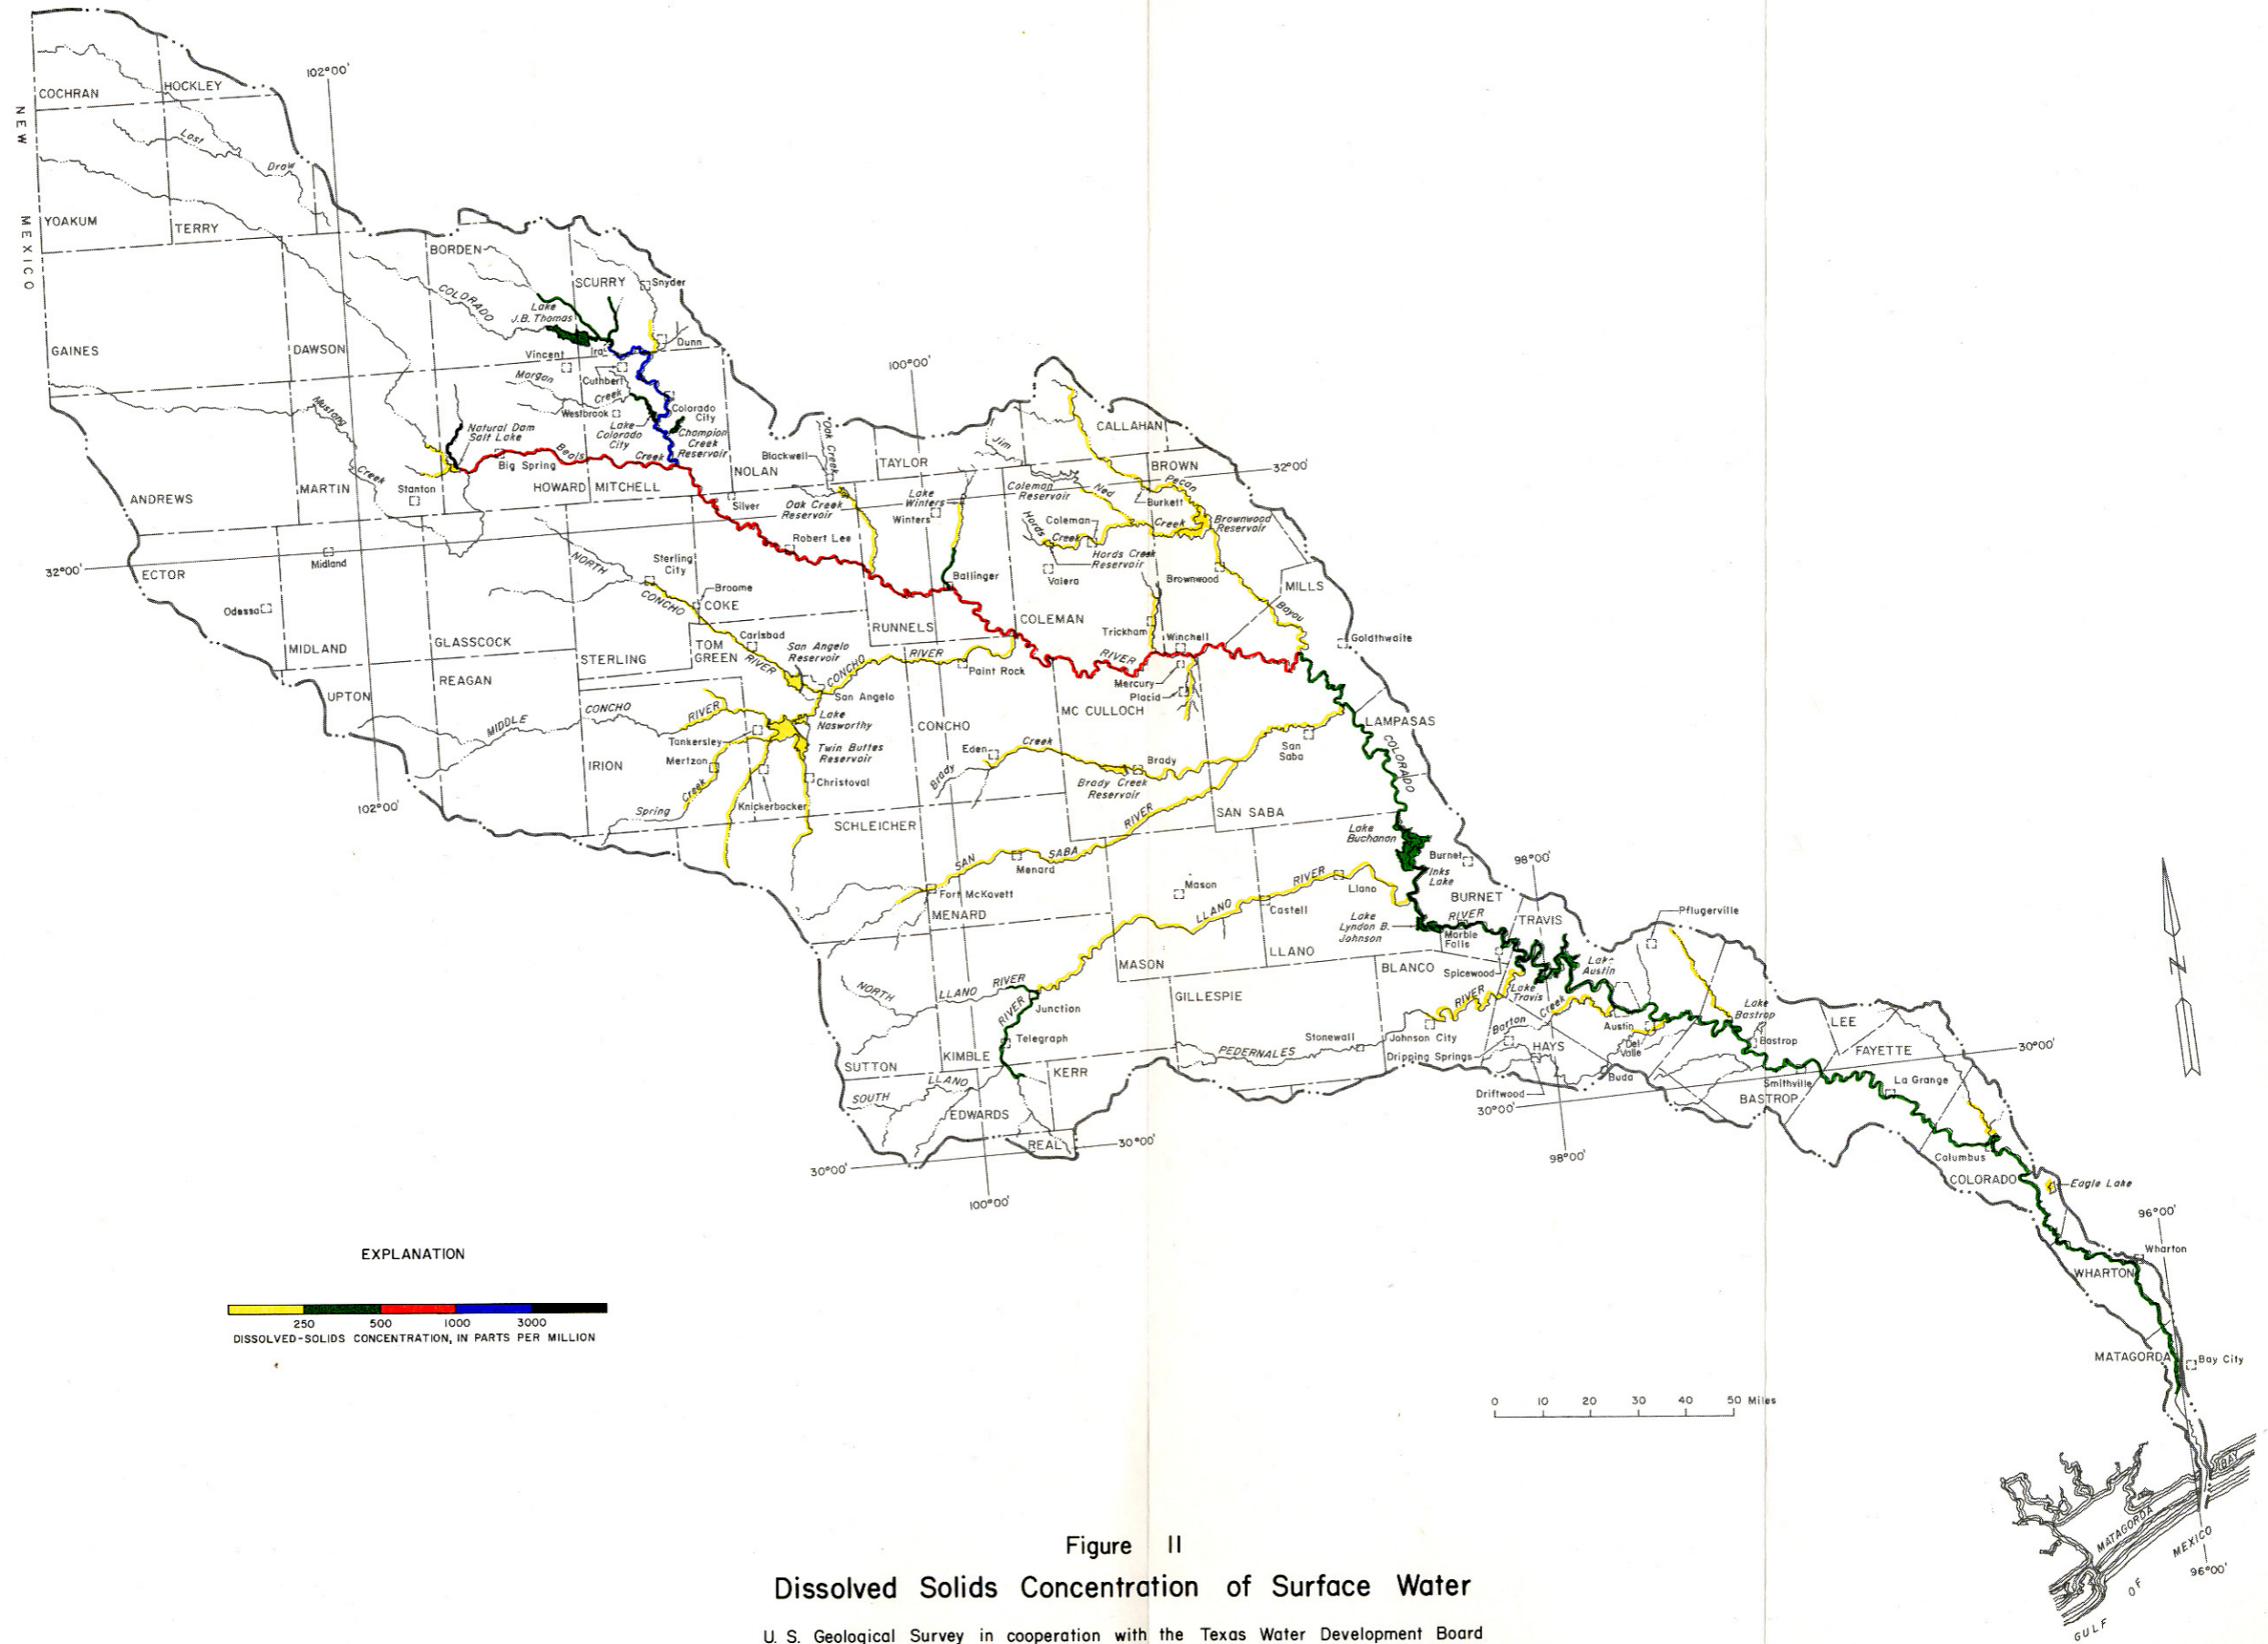 102°00'
COCHRAN
HOCKLEY
NEW MEXICO
Lost
Draw
YOAKUM
TERRY
BORDEN
SCURRY
Snyder
COLORADO
Lake
J.B. Thomas
Dunn
Vincent
Ira
GAINES
DAWSON
Cuthbert
Morgan
Creek
Westbrook
Colorado
City
Lake
Colorado
City
Champion
Creek
Reservoir
Mustang
Creek
Natural Dam
Salt Lake
Big Spring
Beals
Creek
Stanton
ANDREWS
MARTIN
HOWARD
MITCHELL
NOLAN
100°00'
Blackwell
Oak Creek
TAYLOR
Jim
Ned
Creek
CALLAHAN
BROWN
32°00'
Pecan
Bayou
Silver
Oak Creek
Reservoir
Lake
Winters
Winters
Coleman
Reservoir
Burkett
Coleman
Hords
Creek
Hords Creek
Reservoir
Brownwood
Reservoir
Valera
Brownwood
MILLS
Robert Lee
Ballinger
32°00'
ECTOR
Midland
Odessa
MIDLAND
GLASSCOCK
STERLING
Sterling
City
NORTH
CONCHO
RIVER
Broome
COKE
RUNNELS
COLEMAN
Trickham
Winchell
Goldthwaite
Carlsbad
TOM
GREEN
San Angelo
Reservoir
CONCHO
RIVER
Paint Rock
RIVER
Mercury
Placid
San Angelo
UPTON
REAGAN
MIDDLE
CONCHO
RIVER
Lake
Nasworthy
Tankersley
Twin Buttes
Reservoir
CONCHO
MC CULLOCH
LAMPASAS
COLORADO
IRION
Mertzon
Christoval
Knickerbocker
Spring
Creek
Eden
Creek
Brady
Brady
Brady Creek
Reservoir
San
Saba
102°00'
SCHLEICHER
SAN SABA
RIVER
SAN
SABA
Menard
Fort McKavett
MENARD
Lake
Buchanan
Burnet
Inks
Lake
BURNET
98°00'
Mason
LLANO
RIVER
Castell
Llano
Lake
Lyndon B.
Johnson
RIVER
Marble
Falls
TRAVIS
Pflugerville
MASON
LLANO
BLANCO
Spicewood
Lake
Austin
Lake
Travis
NORTH
LLANO
RIVER
RIVER
Junction
Telegraph
GILLESPIE
RIVER
Stonewall
Johnson City
PEDERNALES
Barton
Creek
Dripping Springs
HAYS
Austin
Del
Valle
Lake
Bastrop
Bastrop
LEE
FAYETTE
30°00'
SUTTON
KIMBLE
KERR
LLANO
SOUTH
EDWARDS
REAL
30°00'
30°00'
100°00'
Driftwood
30°00'
98°00'
Buda
Smithville
BASTROP
La Grange
Columbus
COLORADO
Eagle Lake
96°00'
Wharton
WHARTON
MATAGORDA
Bay City
N
EXPLANATION
250 500 1000 3000
DISSOLVED-SOLIDS CONCENTRATION, IN PARTS PER MILLION
0 10 20 30 40 50 Miles
MATAGORDA
BAY
GULF OF MEXICO
96°00'
Figure 11
Dissolved Solids Concentration of Surface Water
U. S. Geological Survey in cooperation with the Texas Water Development Board